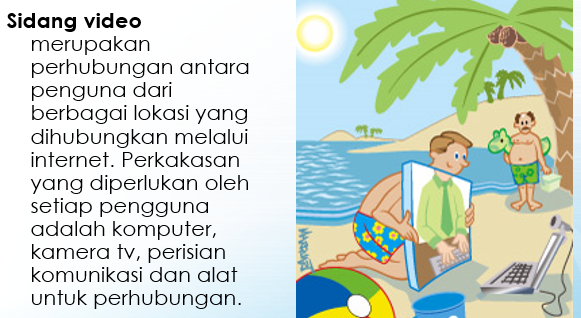 Sidang video
merupakan
perhubungan antara
penguna dari
berbagai lokasi yang
dihubungkan melalui
internet. Perkakasan
yang diperlukan oleh
setiap pengguna
adalah komputer,
kamera tv, perisian
komunikasi dan alat
untuk perhubungan.